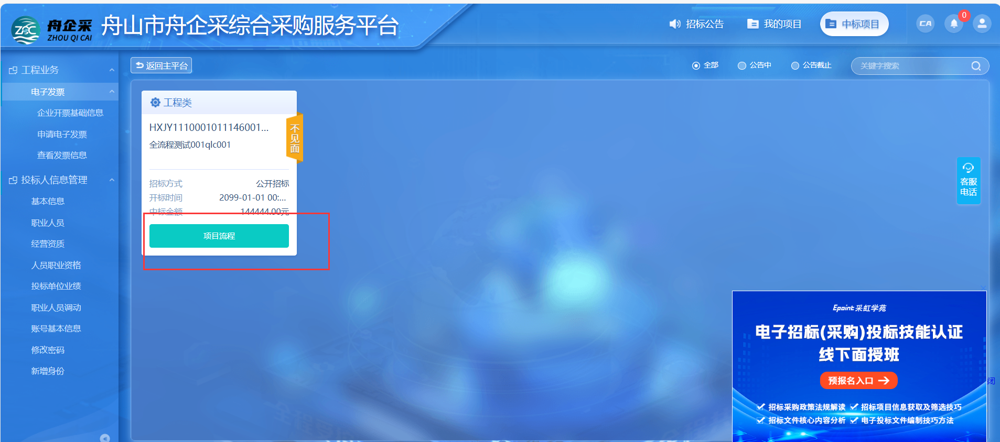 舟企采
ZHOU QI CAI
舟山市舟企采综合采购服务平台
招标公告
我的项目
中标项目
CA
0
工程业务
电子发票
企业开票基础信息
申请电子发票
查看发票信息
投标人信息管理
基本信息
职业人员
经营资质
人员职业资格
投标单位业绩
职业人员调动
账号基本信息
修改密码
新增身份
返回主平台
全部
公告中
公告截止
关键字搜索
工程类
HXJY1110001011146001...
全流程测试001qlc001
不见面
招标方式 公开招标
开标时间 2099-01-01 00:...
中标金额 144444.00元
项目流程
客服
电话
Epoint 采虹学苑
电子招标(采购)投标技能认证
线下面授班
预报名入口
招标采购政策法规解读 招标项目信息获取及筛选技巧
招标文件核心内容分析 电子投标文件编制技巧方法
闭